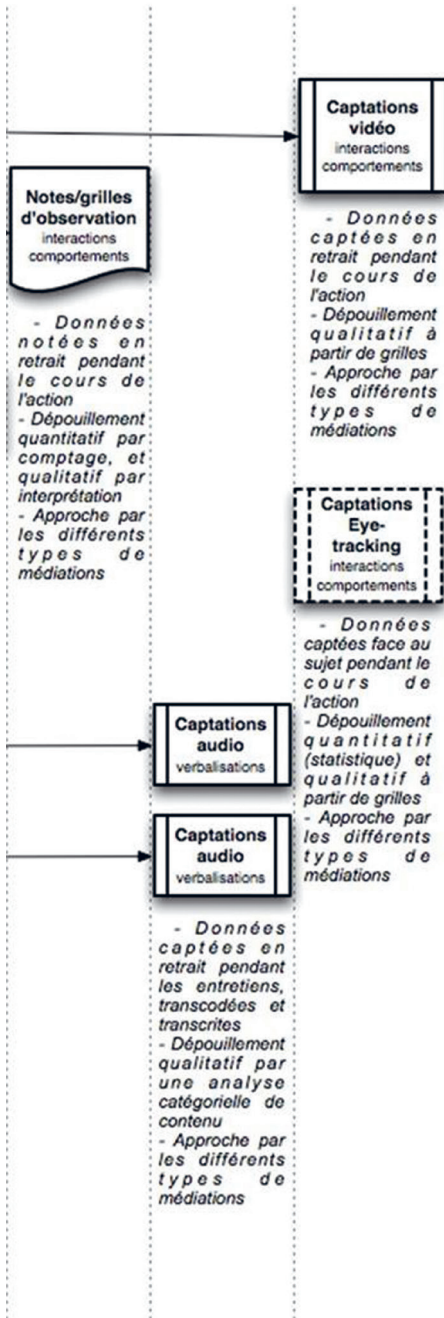 Captations
vidéo
interactions
comportements
Notes/grilles
d'observation
interactions
comportements
- Données
captées en
retrait pendant
le cours de
l'action
- Dépouillement
qualitatif à
partir de grilles
- Approche par
les différents
types de
médiations
- Données
notées en
retrait pendant
le cours de
l'action
- Dépouillement
quantitatif par
comptage, et
qualitatif par
interprétation
- Approche par
les différents
types de
médiations
Captations
Eye-
tracking
interactions
comportements
- Données
captées face au
sujet pendant le
cours de
l'action
- Dépouillement
quantitatif
(statistique) et
qualitatif à
partir de grilles
- Approche par
les différents
types de
médiations
Captations
audio
verbalisations
Captations
audio
verbalisations
- Données
captées en
retrait pendant
les entretiens,
transcodées et
transcrites
- Dépouillement
qualitatif par
une analyse
catégorielle de
contenu
- Approche par
les différents
types de
médiations